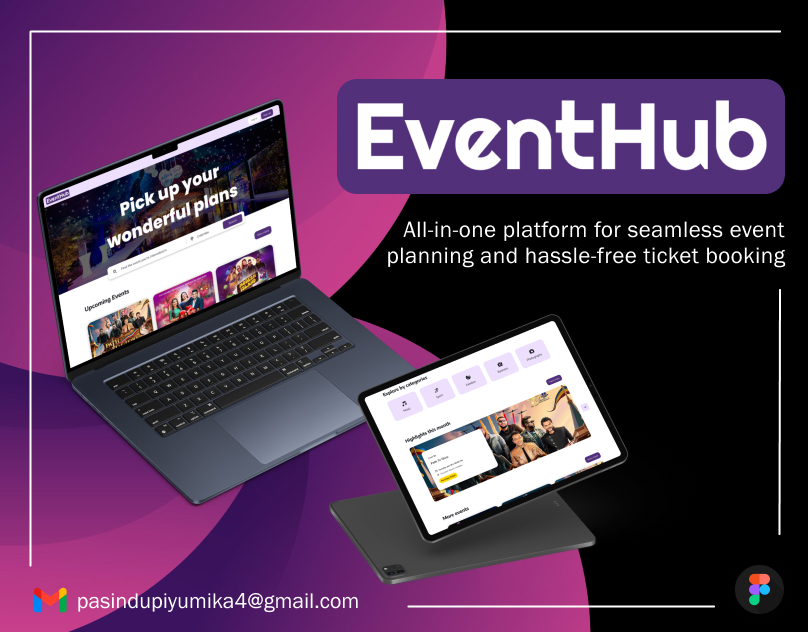 EventHub
All-in-one platform for seamless event
planning and hassle-free ticket booking
EventHub
Pick up your
wonderful plans
Upcoming Events
Explore by categories
Highlights this month
More events
pasindupiyumika4@gmail.com